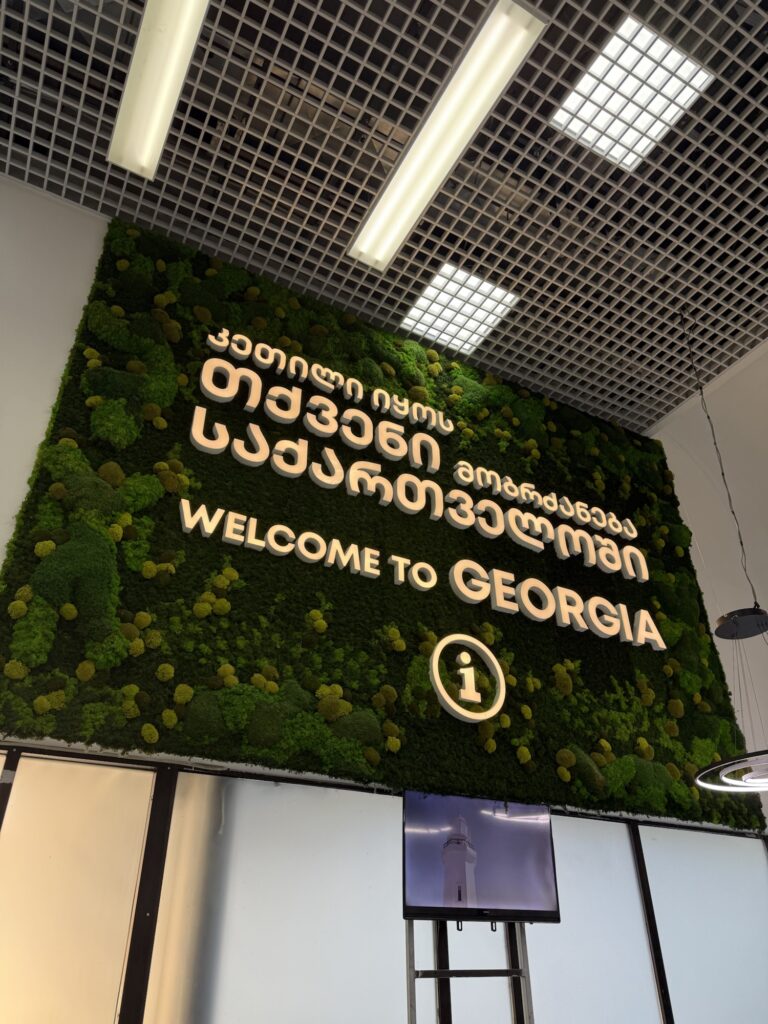 კეთილი იყოს
თქვენი მობრძანება
საქართველოში
WELCOME TO GEORGIA
i